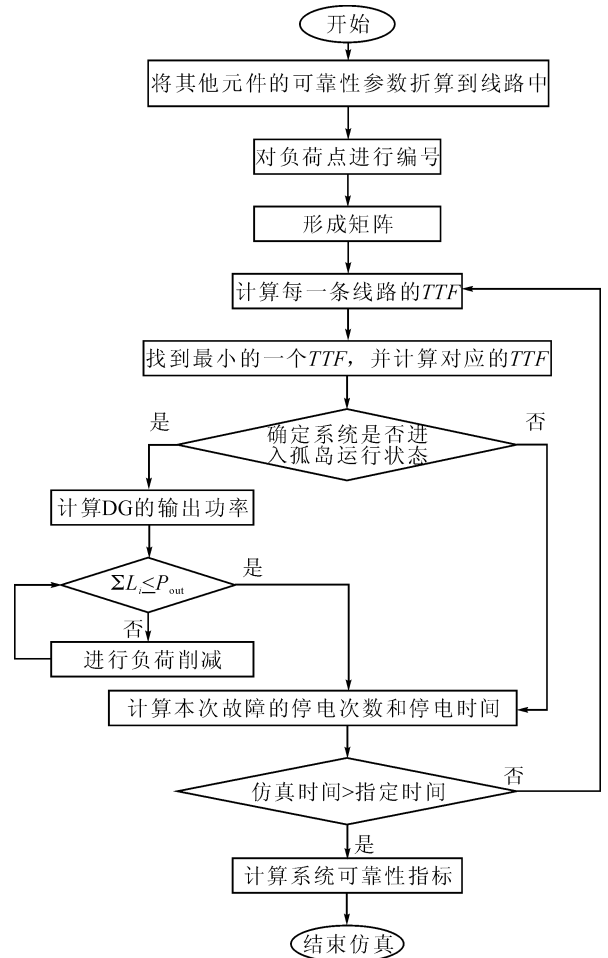 开始
将其他元件的可靠性参数折算到线路中
对负荷点进行编号
形成矩阵
计算每一条线路的TTF
找到最小的一个TTF，并计算对应的TTF
是
否
确定系统是否进
入孤岛运行状态
计算DG的输出功率
ΣLi≤Pout
是
否
进行负荷削减
计算本次故障的停电次数和停电时间
仿真时间>指定时间
否
是
计算系统可靠性指标
结束仿真